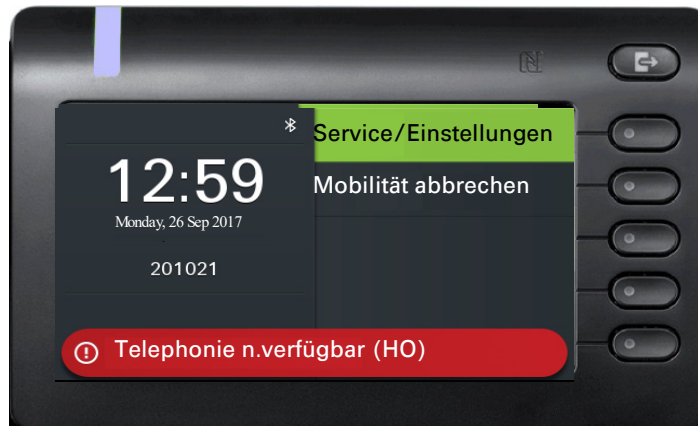 12:59
Monday, 26 Sep 2017
201021
Service/Einstellungen
Mobilität abbrechen
Telephonie n.verfügbar (HO)